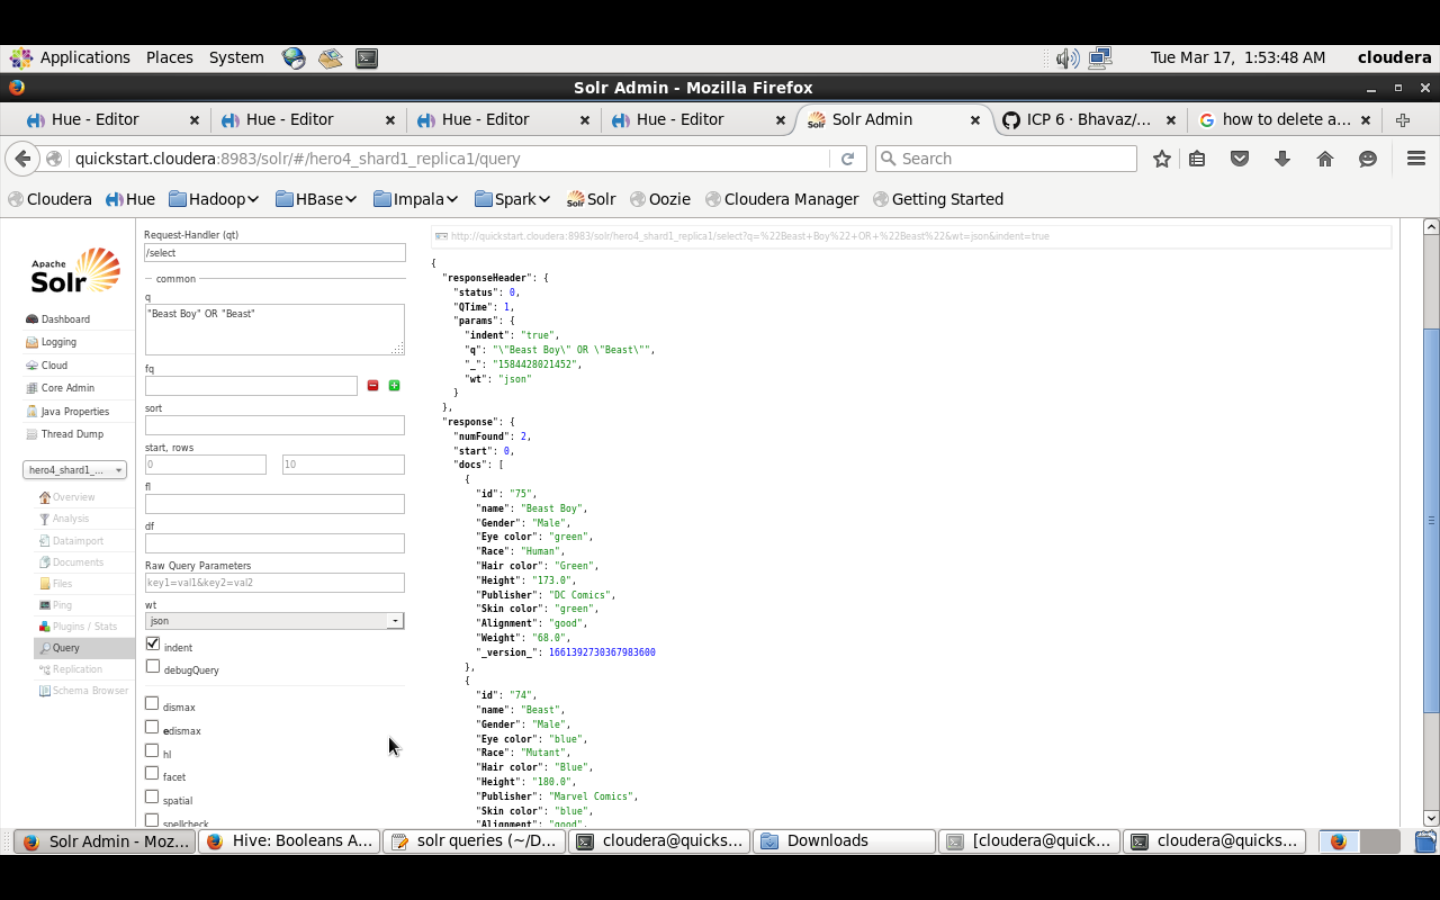 Applications Places System Tue Mar 17, 1:53:48 AM cloudera
Solr Admin - Mozilla Firefox
Hue - Editor Hue - Editor Hue - Editor Hue - Editor Solr Admin ICP 6 · Bhavaz/... how to delete a...
quickstart.cloudera:8983/solr/#/hero4_shard1_replica1/query Search
Cloudera Hue Hadoop HBase Impala Spark Solr Oozie Cloudera Manager Getting Started
Apache
Solr
Dashboard
Logging
Cloud
Core Admin
Java Properties
Thread Dump
hero4_shard1_...
Overview
Analysis
Dataimport
Documents
Files
Ping
Plugins / Stats
Query
Replication
Schema Browser
Request-Handler (qt)
/select
common
q
"Beast Boy" OR "Beast"
fq
sort
start, rows
0 10
fl
df
Raw Query Parameters
key1=val1&key2=val2
wt
json
indent
debugQuery
dismax
edismax
hl
facet
spatial
spellcheck
http://quickstart.cloudera:8983/solr/hero4_shard1_replica1/select?q=%22Beast+Boy%22+OR+%22Beast%22&wt=json&indent=true
{
"responseHeader": {
"status": 0,
"QTime": 1,
"params": {
"indent": "true",
"q": "\"Beast Boy\" OR \"Beast\"",
"_": "1584428021452",
"wt": "json"
}
},
"response": {
"numFound": 2,
"start": 0,
"docs": [
{
"id": "75",
"name": "Beast Boy",
"Gender": "Male",
"Eye color": "green",
"Race": "Human",
"Hair color": "Green",
"Height": "173.0",
"Publisher": "DC Comics",
"Skin color": "green",
"Alignment": "good",
"Weight": "68.0",
"_version_": 1661392730367983600
},
{
"id": "74",
"name": "Beast",
"Gender": "Male",
"Eye color": "blue",
"Race": "Mutant",
"Hair color": "Blue",
"Height": "180.0",
"Publisher": "Marvel Comics",
"Skin color": "blue",
"Alignment": "good",
Solr Admin - Moz... Hive: Booleans A... solr queries (~/D... cloudera@quicks... Downloads [cloudera@quick... cloudera@quicks...